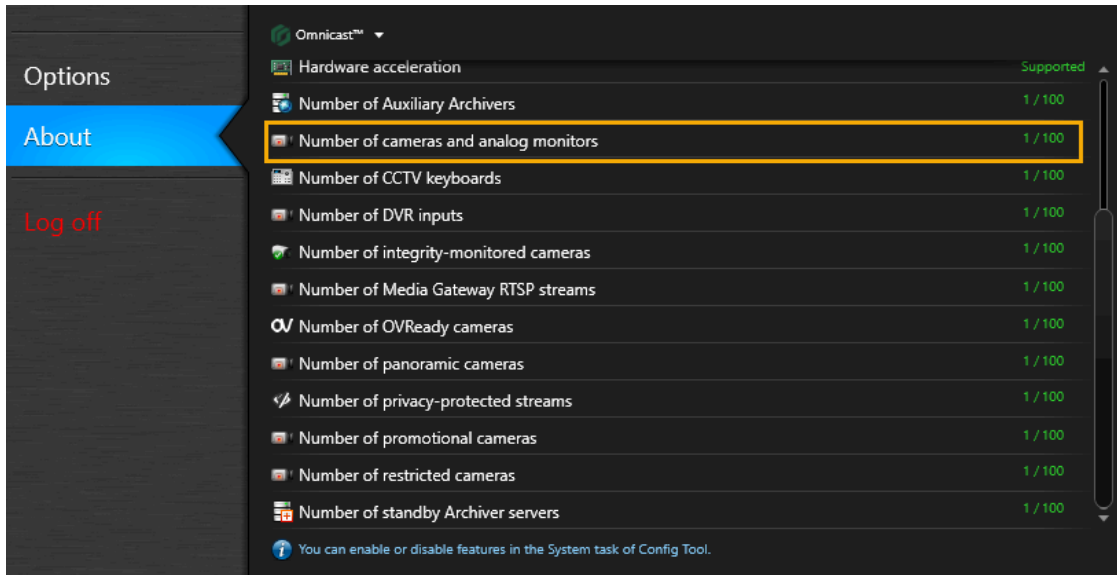 Options
About
Log off
Omnicast™
Hardware acceleration Supported
Number of Auxiliary Archivers 1 / 100
Number of cameras and analog monitors 1 / 100
Number of CCTV keyboards 1 / 100
Number of DVR inputs 1 / 100
Number of integrity-monitored cameras 1 / 100
Number of Media Gateway RTSP streams 1 / 100
Number of OVReady cameras 1 / 100
Number of panoramic cameras 1 / 100
Number of privacy-protected streams 1 / 100
Number of promotional cameras 1 / 100
Number of restricted cameras 1 / 100
Number of standby Archiver servers 1 / 100
You can enable or disable features in the System task of Config Tool.